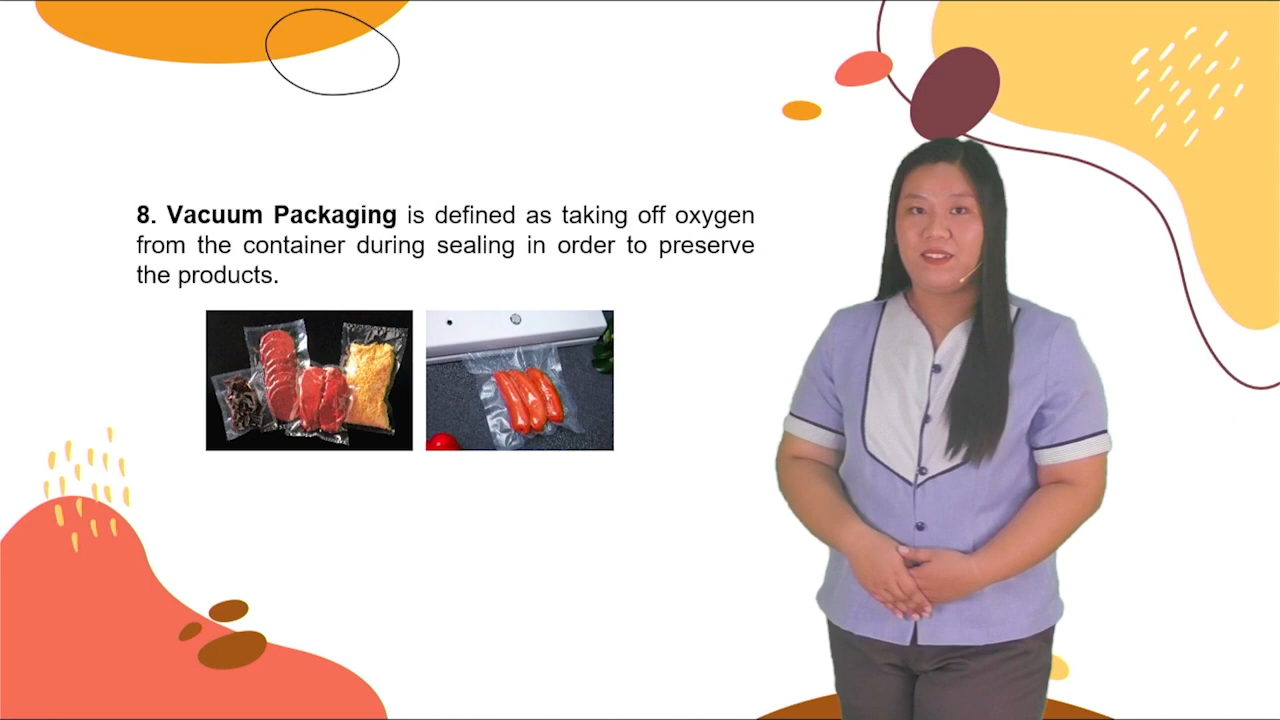 8. Vacuum Packaging is defined as taking off oxygen
from the container during sealing in order to preserve
the products.